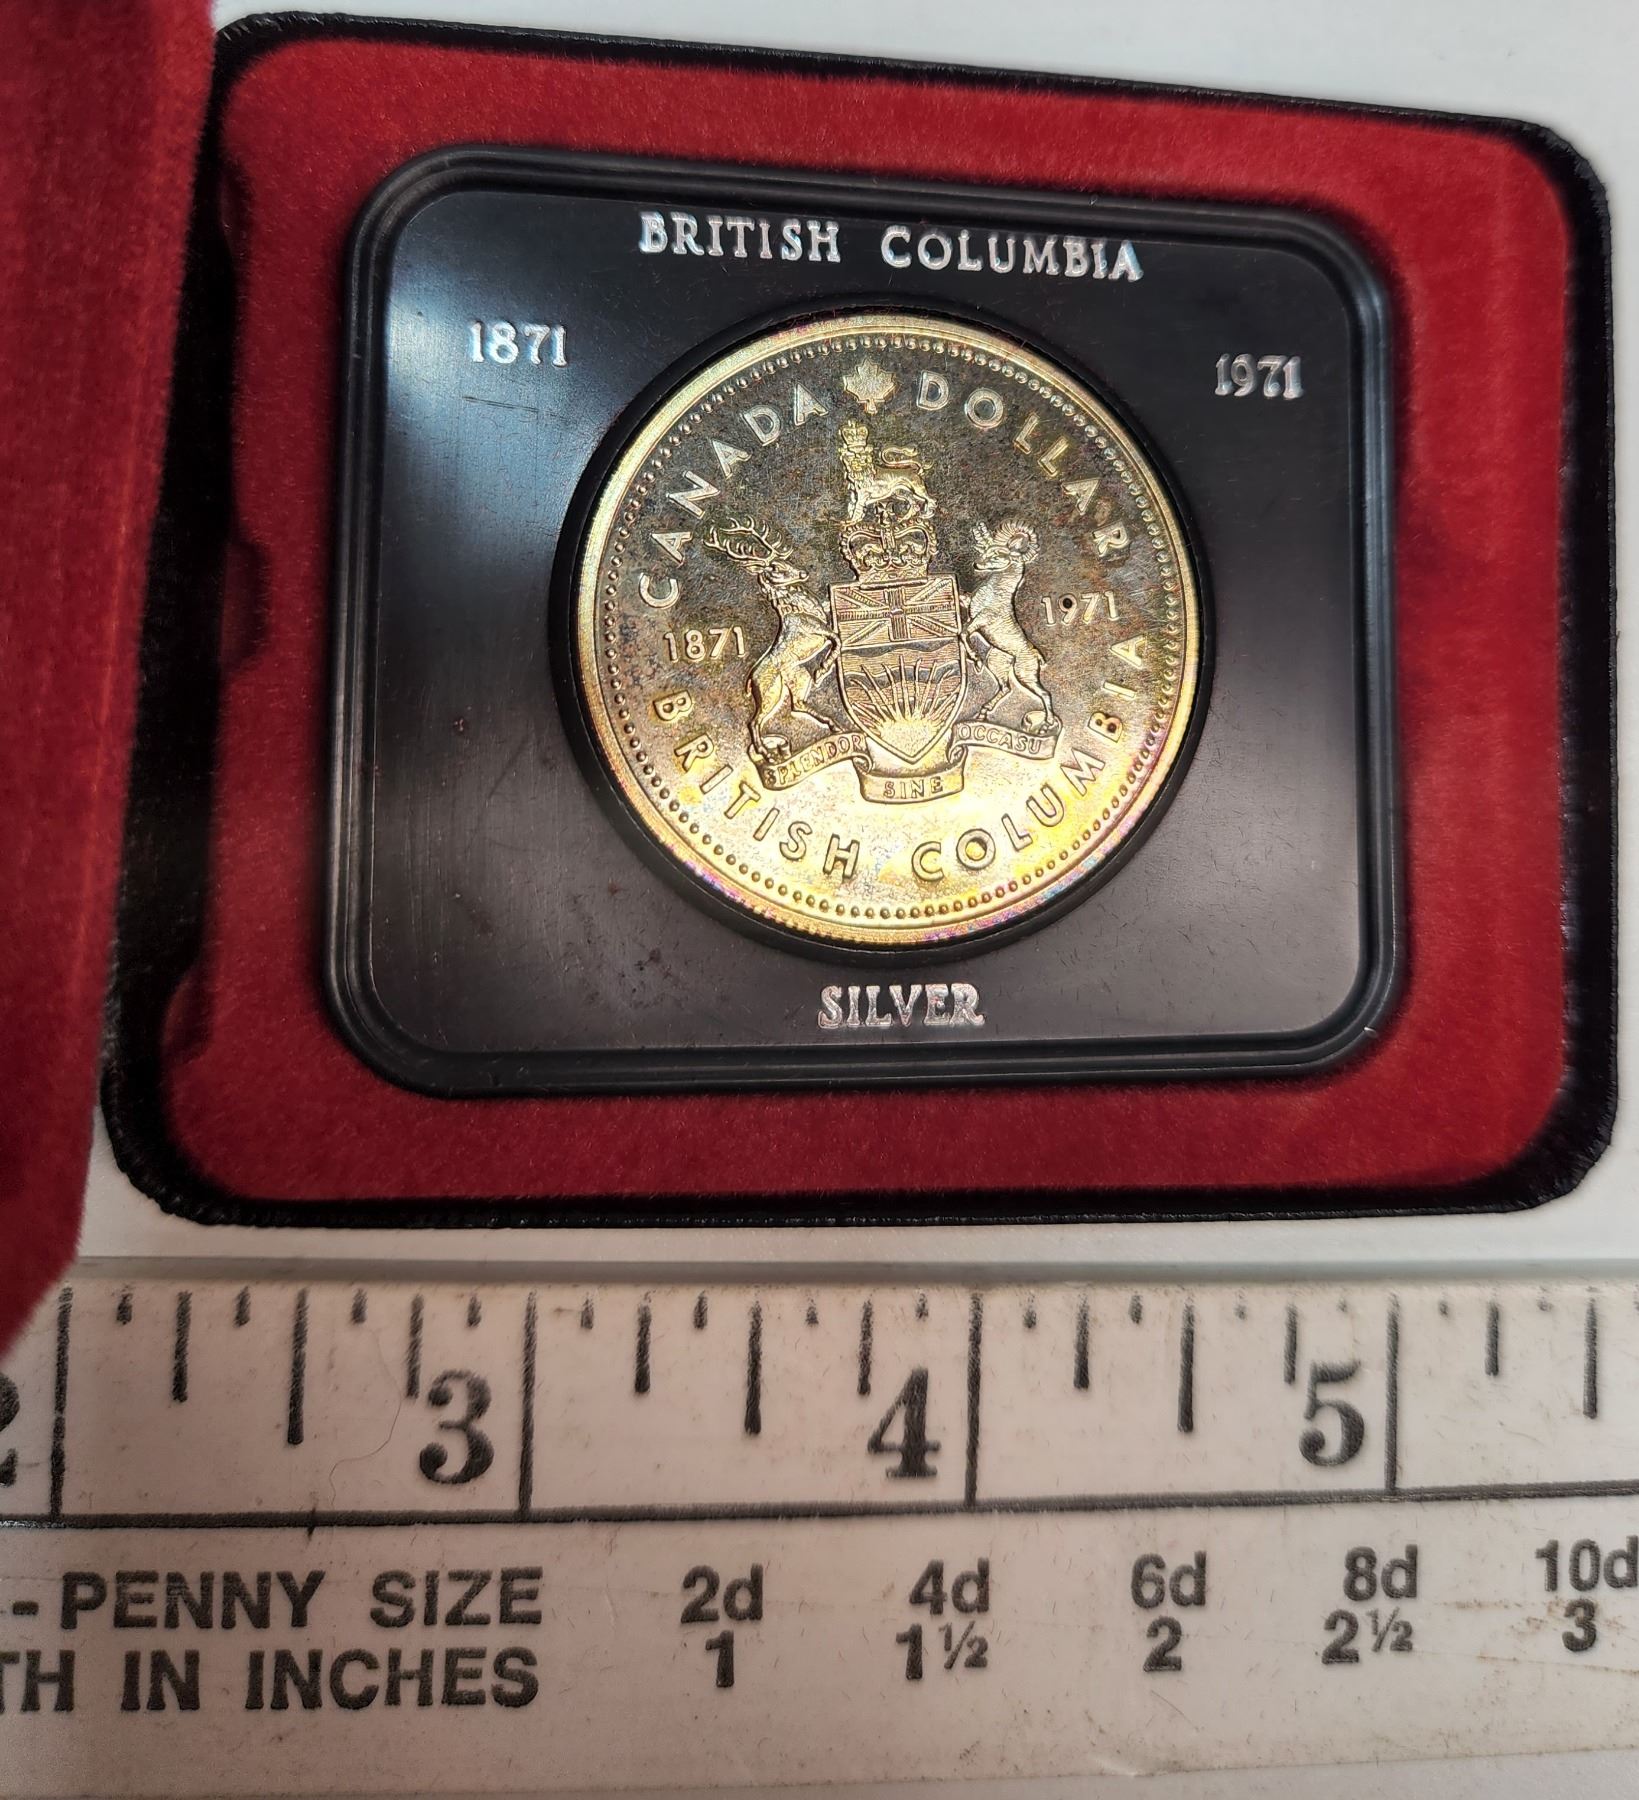 BRITISH COLUMBIA
1871
1971
CANADA DOLLAR
1871
1971
SPLENDOR SINE OCCASU
BRITISH COLUMBIA
SILVER
2 3 4 5
-PENNY SIZE 2d 4d 6d 8d 10d
TH IN INCHES 1 1½ 2 2½ 3